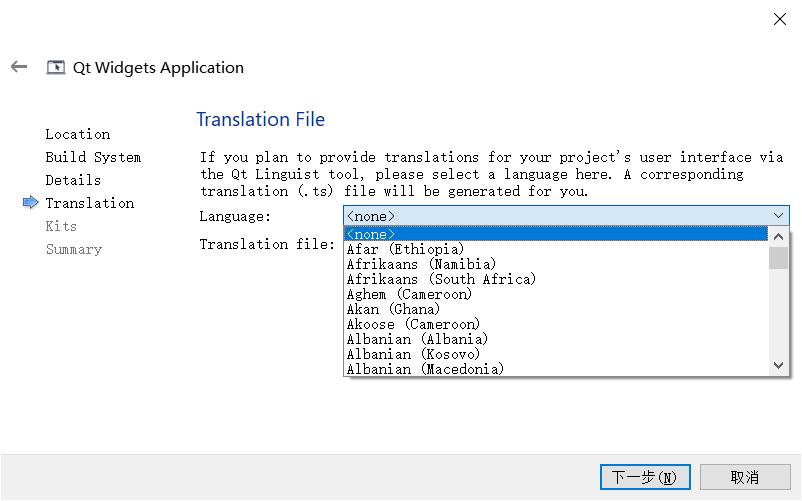 Qt Widgets Application
Translation File
Location
Build System
Details
Translation
Kits
Summary
If you plan to provide translations for your project's user interface via
the Qt Linguist tool, please select a language here. A corresponding
translation (.ts) file will be generated for you.
Language:
<none>
Translation file:
<none>
Afar (Ethiopia)
Afrikaans (Namibia)
Afrikaans (South Africa)
Aghem (Cameroon)
Akan (Ghana)
Akoose (Cameroon)
Albanian (Albania)
Albanian (Kosovo)
Albanian (Macedonia)
下一步(N)
取消